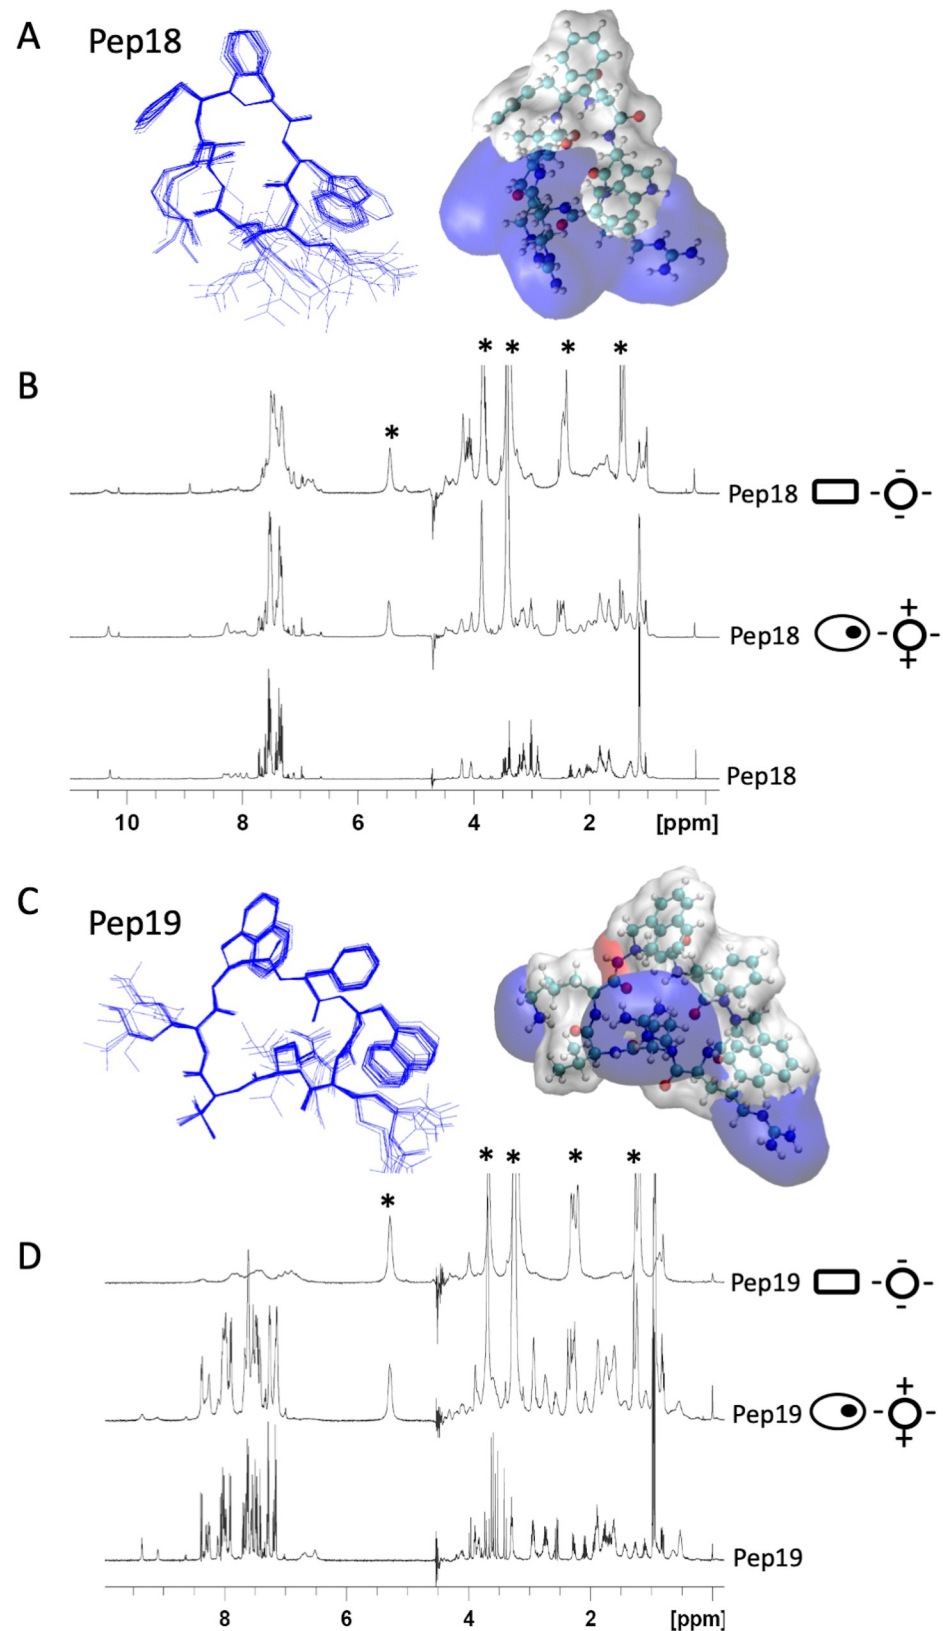 A
Pep18
B
* * * *
*
Pep18 - - -
Pep18 + - - +
Pep18
10 8 6 4 2 [ppm]
C
Pep19
D
* * * *
*
Pep19 - - -
Pep19 + - - +
Pep19
8 6 4 2 [ppm]